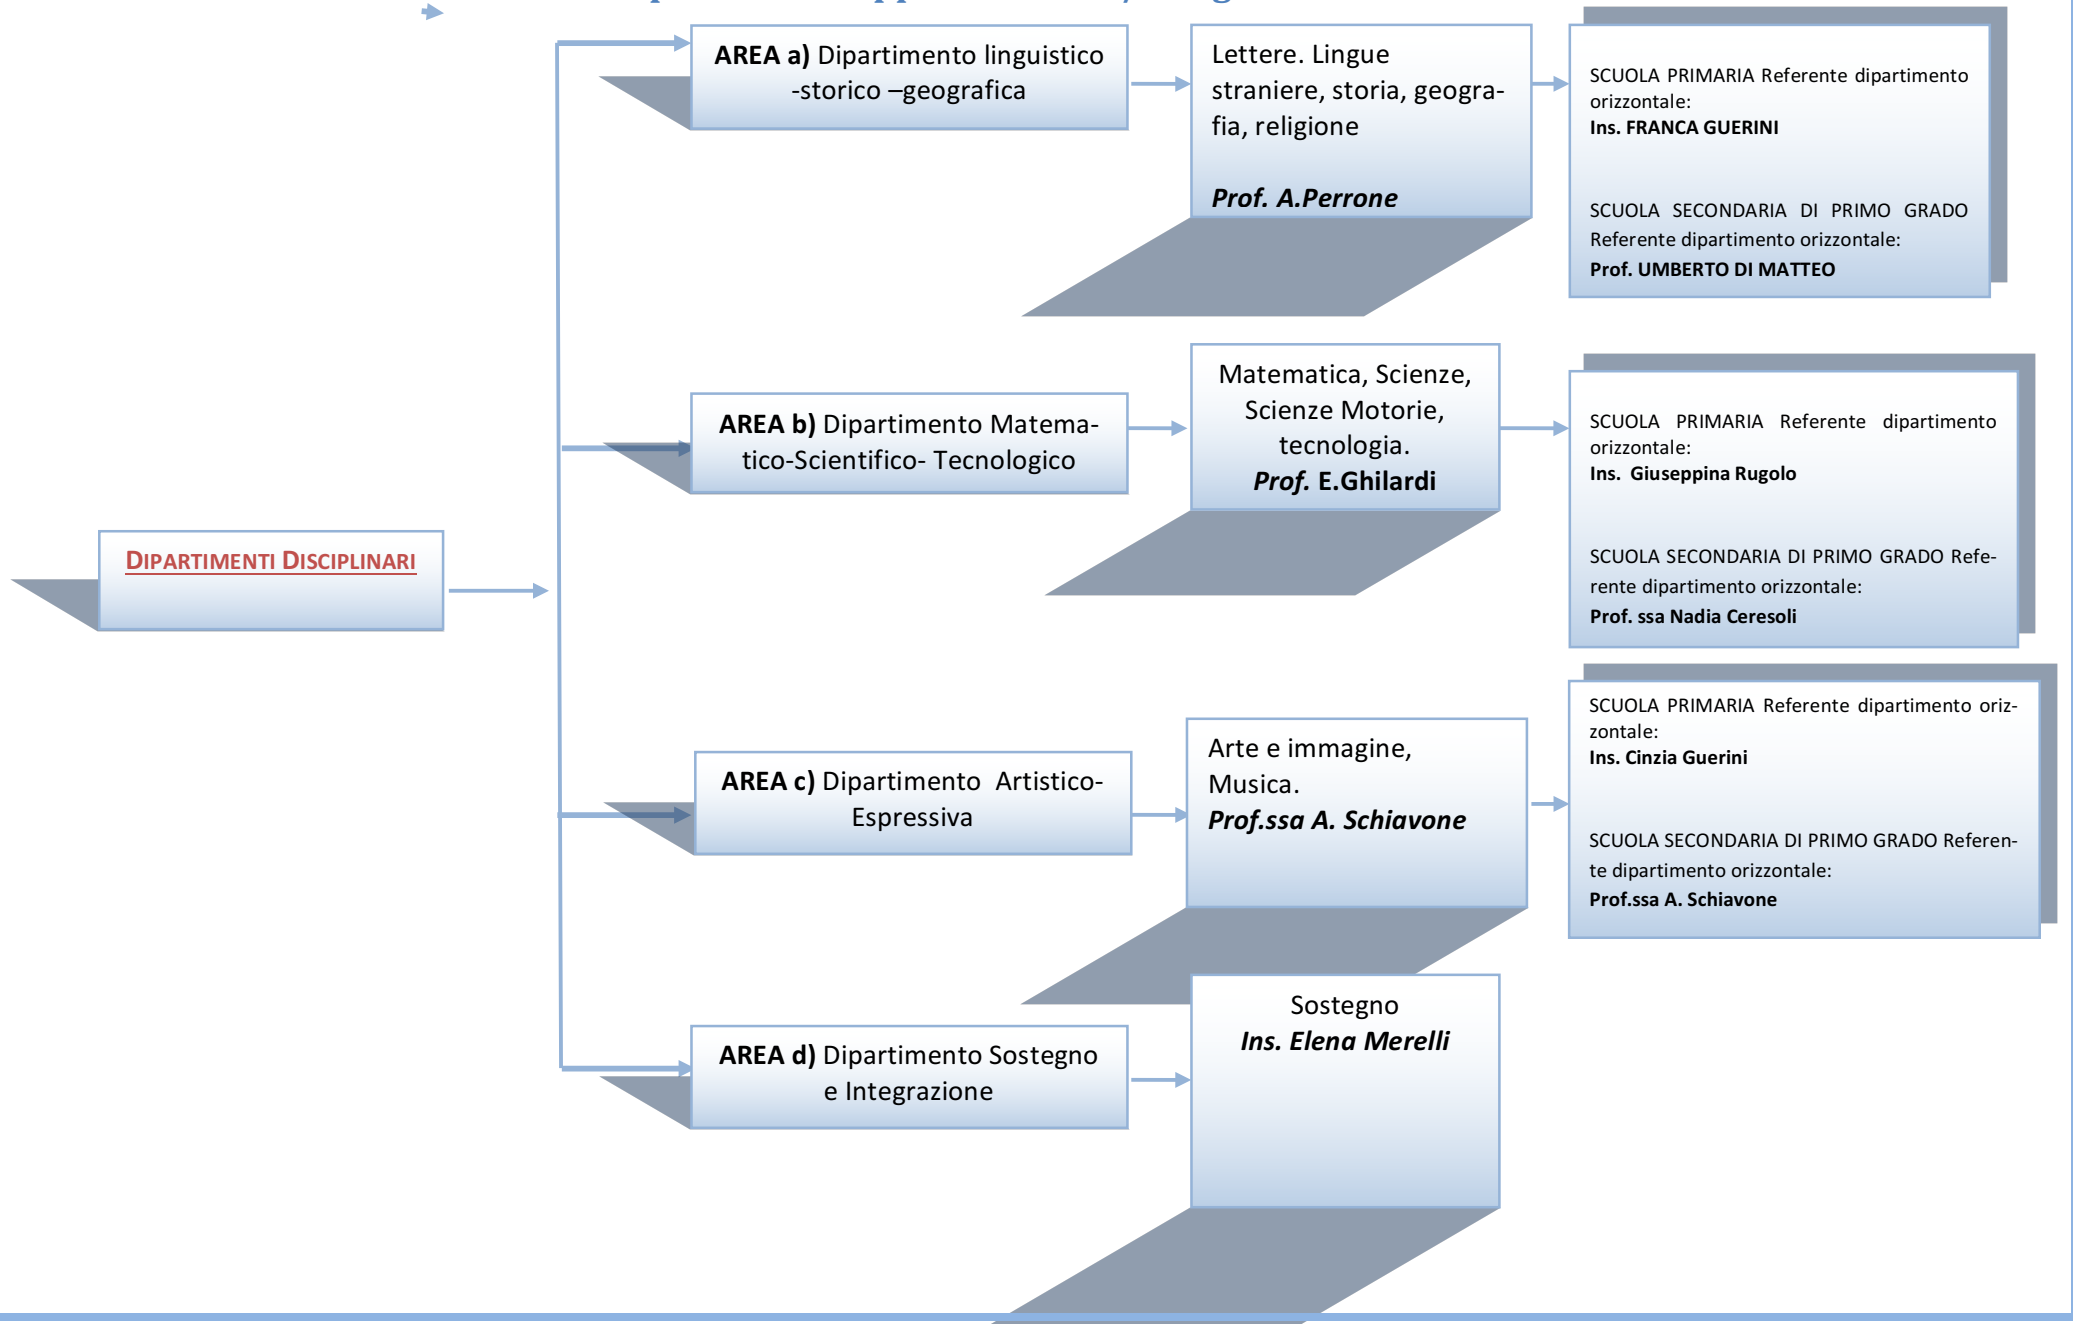 AREA a) Dipartimento linguistico
-storico –geografica
Lettere. Lingue
straniere, storia, geogra-
fia, religione
Prof. A.Perrone
SCUOLA PRIMARIA Referente dipartimento
orizzontale:
Ins. FRANCA GUERINI
SCUOLA SECONDARIA DI PRIMO GRADO
Referente dipartimento orizzontale:
Prof. UMBERTO DI MATTEO
AREA b) Dipartimento Matema-
tico-Scientifico- Tecnologico
Matematica, Scienze,
Scienze Motorie,
tecnologia.
Prof. E.Ghilardi
SCUOLA PRIMARIA Referente dipartimento
orizzontale:
Ins. Giuseppina Rugolo
SCUOLA SECONDARIA DI PRIMO GRADO Refe-
rente dipartimento orizzontale:
Prof. ssa Nadia Ceresoli
DIPARTIMENTI DISCIPLINARI
AREA c) Dipartimento Artistico-
Espressiva
Arte e immagine,
Musica.
Prof.ssa A. Schiavone
SCUOLA PRIMARIA Referente dipartimento oriz-
zontale:
Ins. Cinzia Guerini
SCUOLA SECONDARIA DI PRIMO GRADO Referen-
te dipartimento orizzontale:
Prof.ssa A. Schiavone
AREA d) Dipartimento Sostegno
e Integrazione
Sostegno
Ins. Elena Merelli